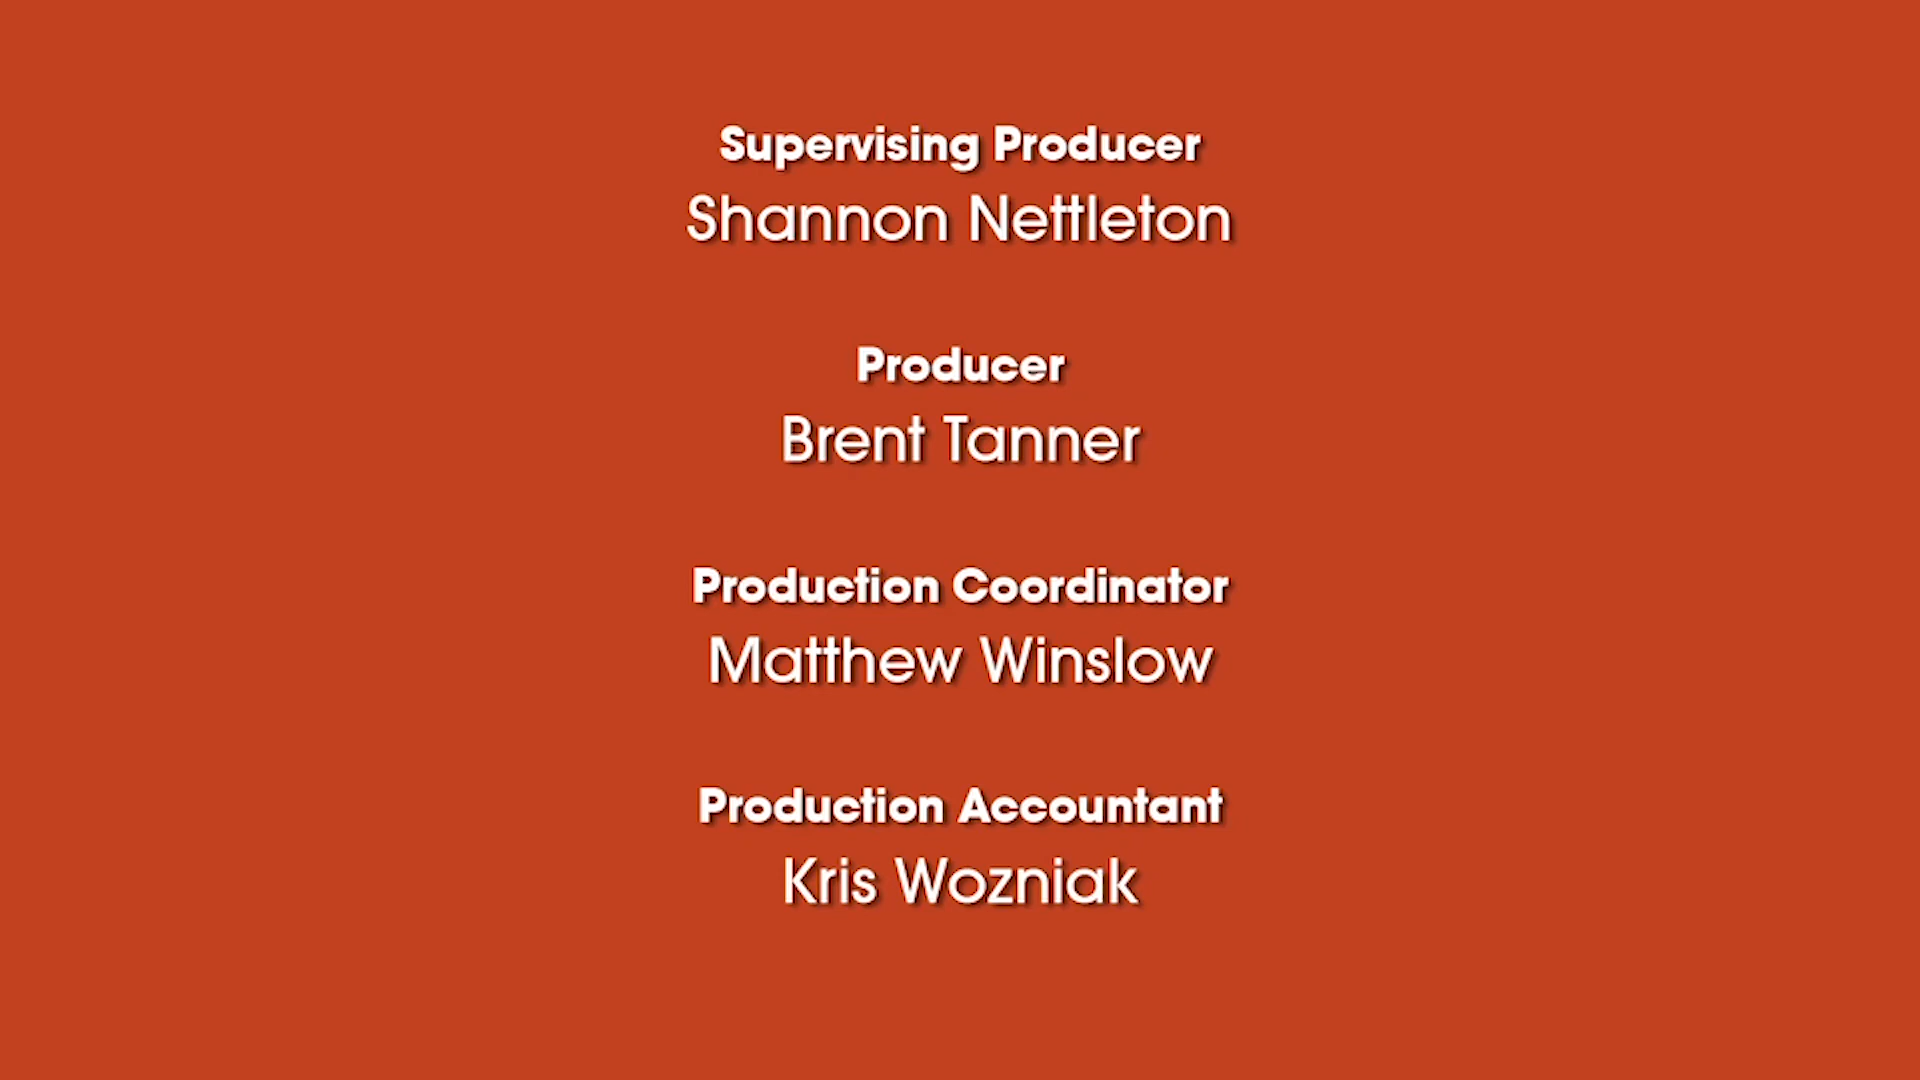 Supervising Producer
Shannon Nettleton
Producer
Brent Tanner
Production Coordinator
Matthew Winslow
Production Accountant
Kris Wozniak